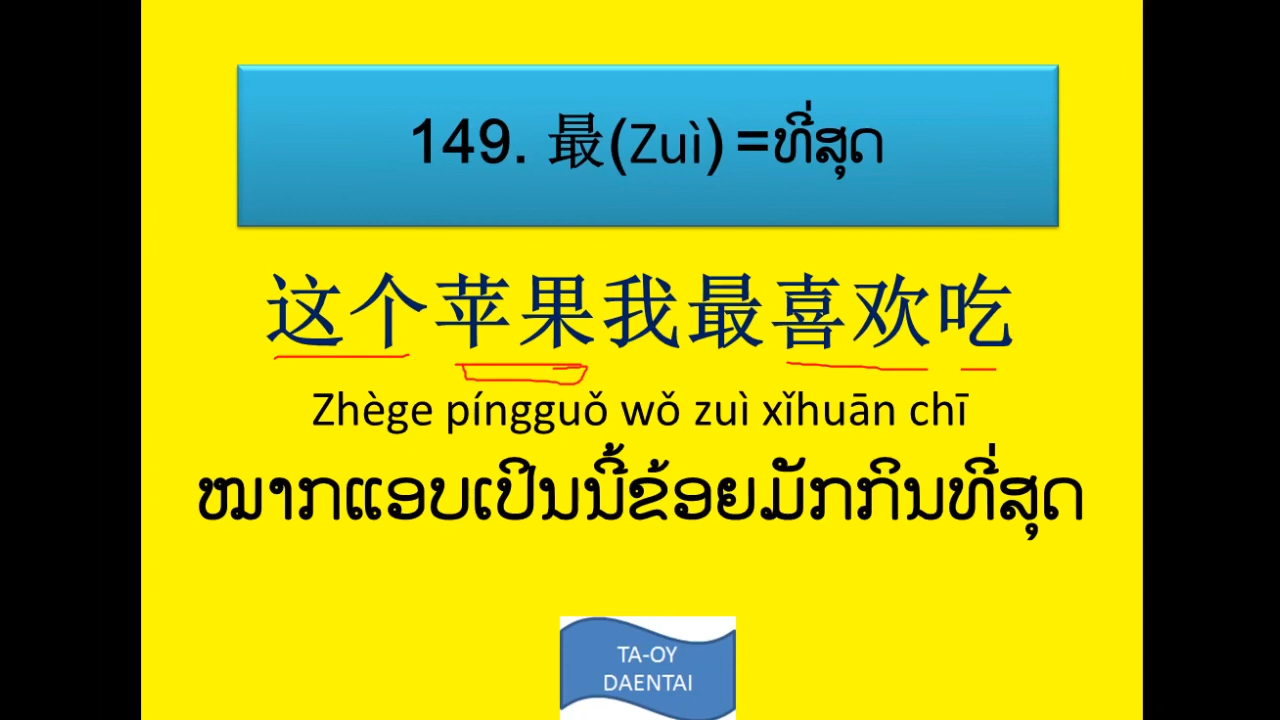 149. 最(Zuì) =ທີ່ສຸດ
这个苹果我最喜欢吃
Zhège píngguǒ wǒ zuì xǐhuān chī
ໝາກແອບເປິນນີ້ຂ້ອຍມັກກິນທີ່ສຸດ
TA-OY
DAENTAI